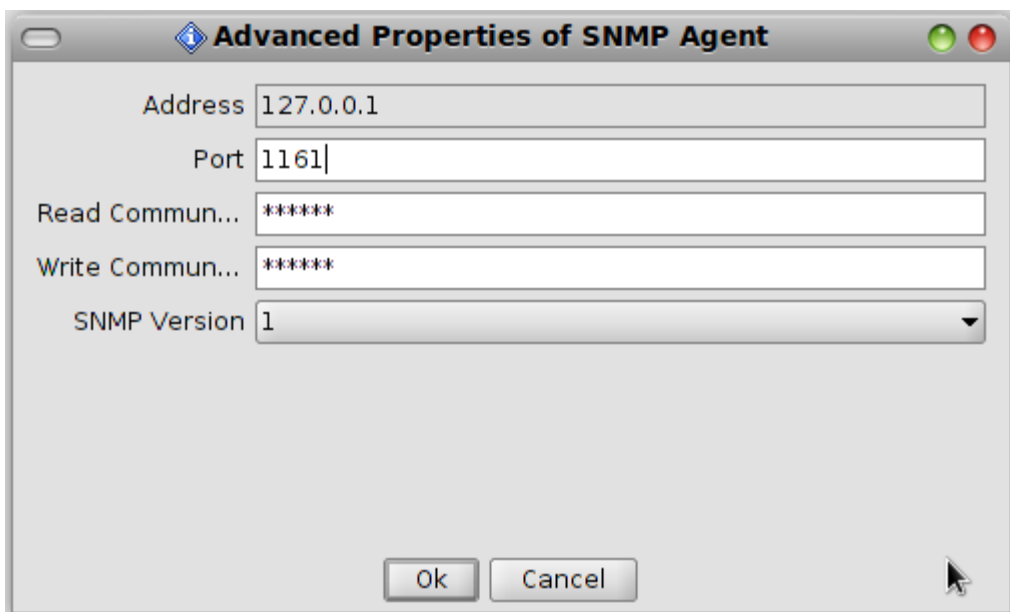 Advanced Properties of SNMP Agent
Address 127.0.0.1
Port 1161
Read Commun... ******
Write Commun... ******
SNMP Version 1
Ok Cancel